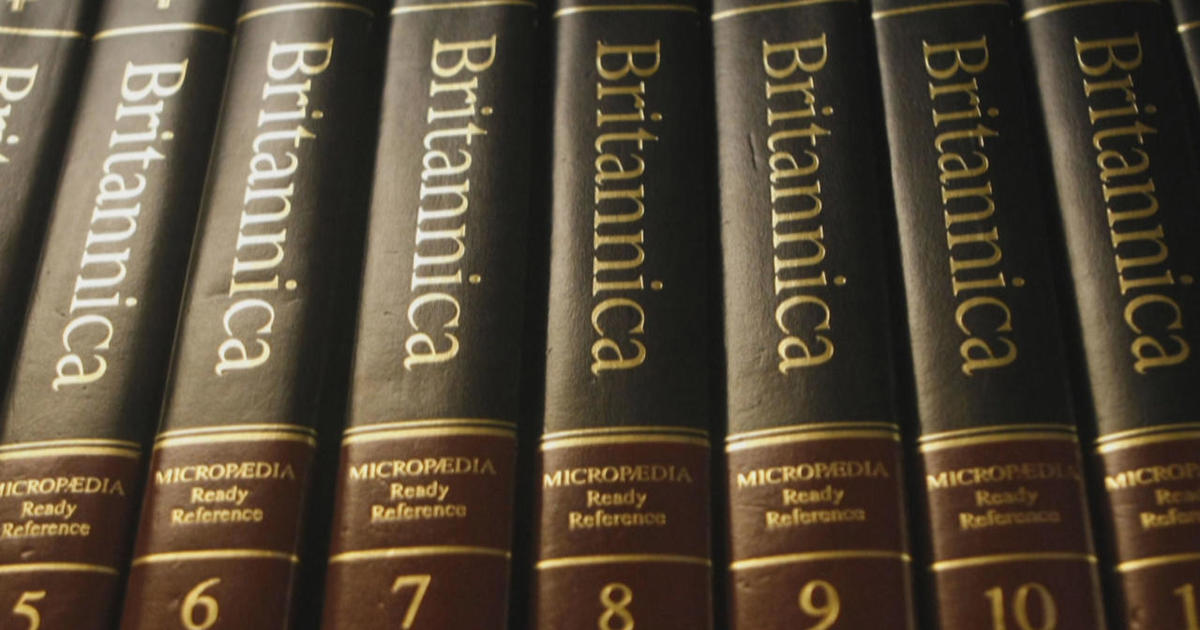 Britannica
MICROPÆDIA
Ready
Reference
5
Britannica
MICROPÆDIA
Ready
Reference
6
Britannica
MICROPÆDIA
Ready
Reference
7
Britannica
MICROPÆDIA
Ready
Reference
8
Britannica
MICROPÆDIA
Ready
Reference
9
Britannica
MICROPÆDIA
Ready
Reference
10
Britannica